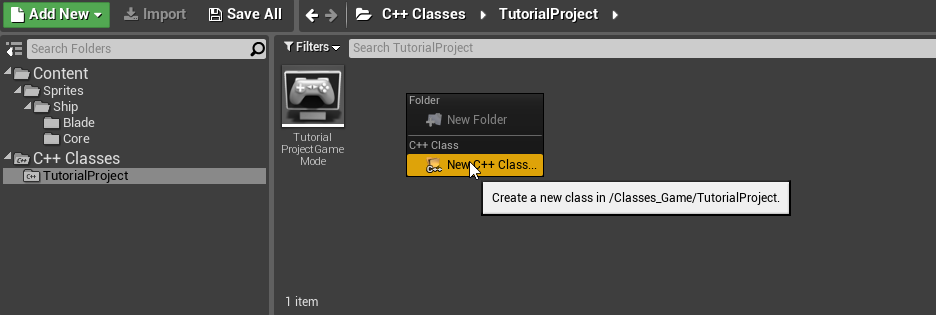 Add New
Import
Save All
C++ Classes
TutorialProject
Search Folders
Filters
Search TutorialProject
Content
Sprites
Ship
Blade
Core
C++ Classes
TutorialProject
Tutorial
ProjectGame
Mode
Folder
New Folder
C++ Class
New C++ Class...
Create a new class in /Classes_Game/TutorialProject.
1 item